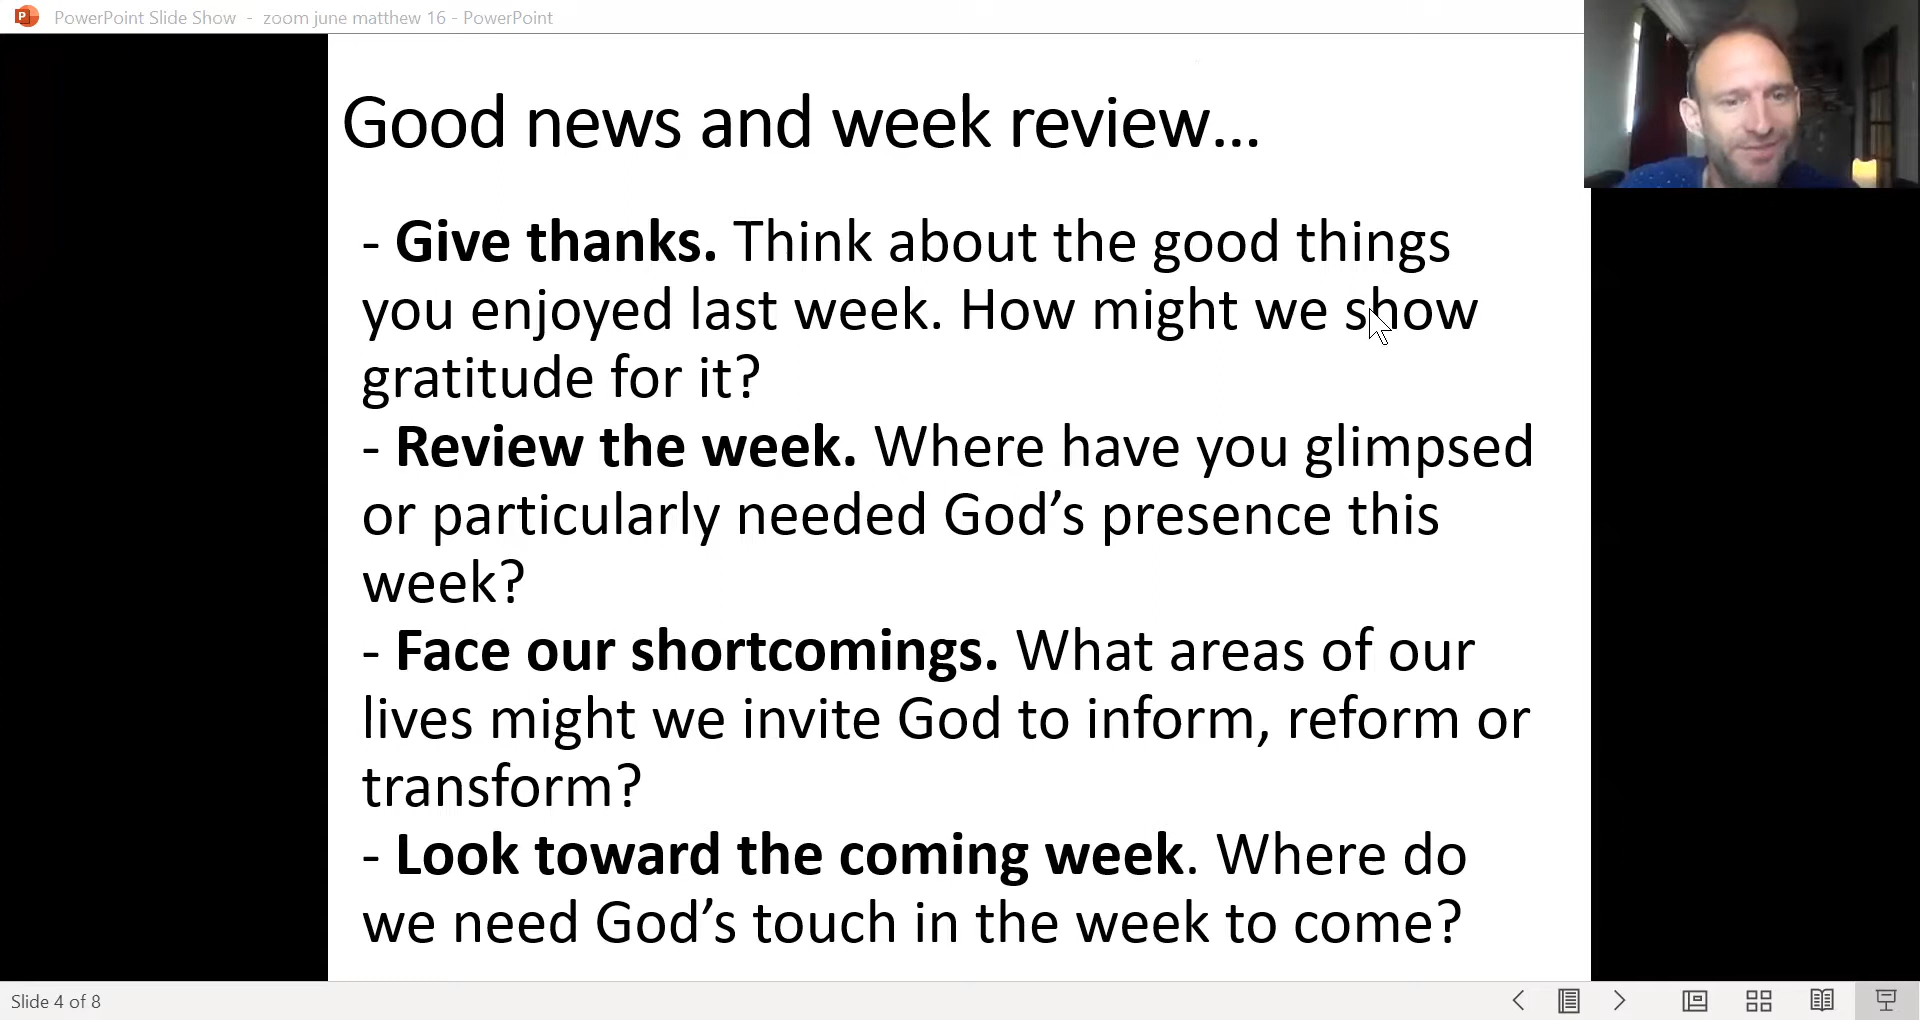 PowerPoint Slide Show - zoom june matthew 16 - PowerPoint
Good news and week review...
- Give thanks. Think about the good things
you enjoyed last week. How might we show
gratitude for it?
- Review the week. Where have you glimpsed
or particularly needed God’s presence this
week?
- Face our shortcomings. What areas of our
lives might we invite God to inform, reform or
transform?
- Look toward the coming week. Where do
we need God’s touch in the week to come?
Slide 4 of 8